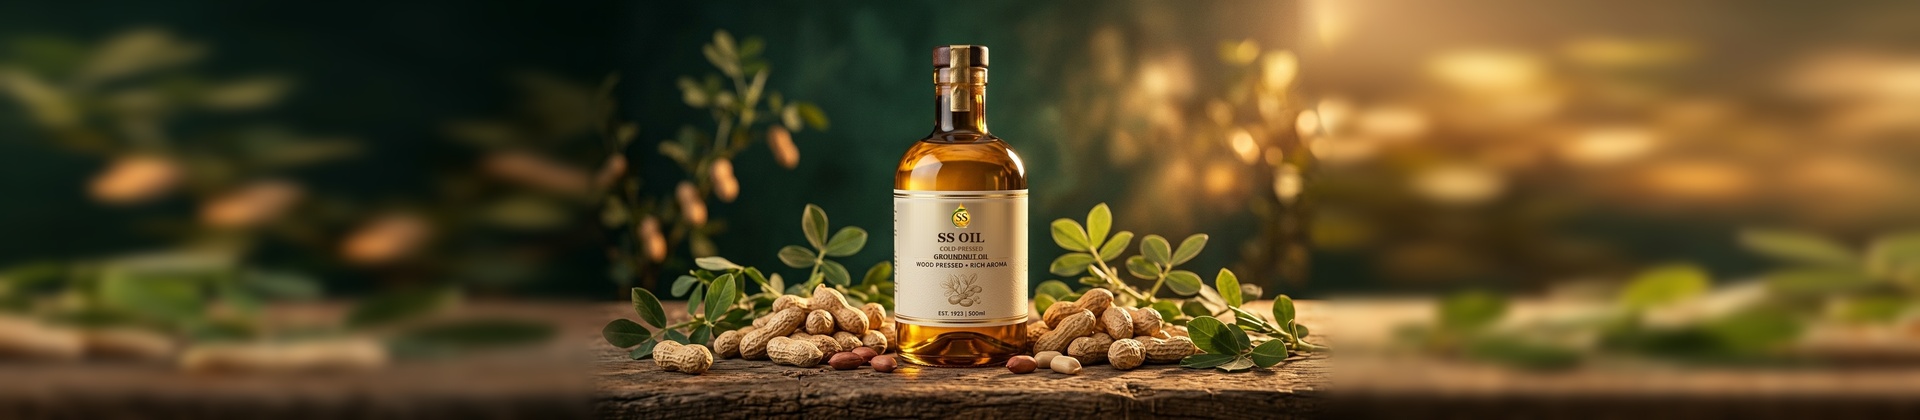 SS
SS OIL
COLD-PRESSED
GROUNDNUT OIL
WOOD PRESSED • RICH AROMA
EST. 1923 | 500ml